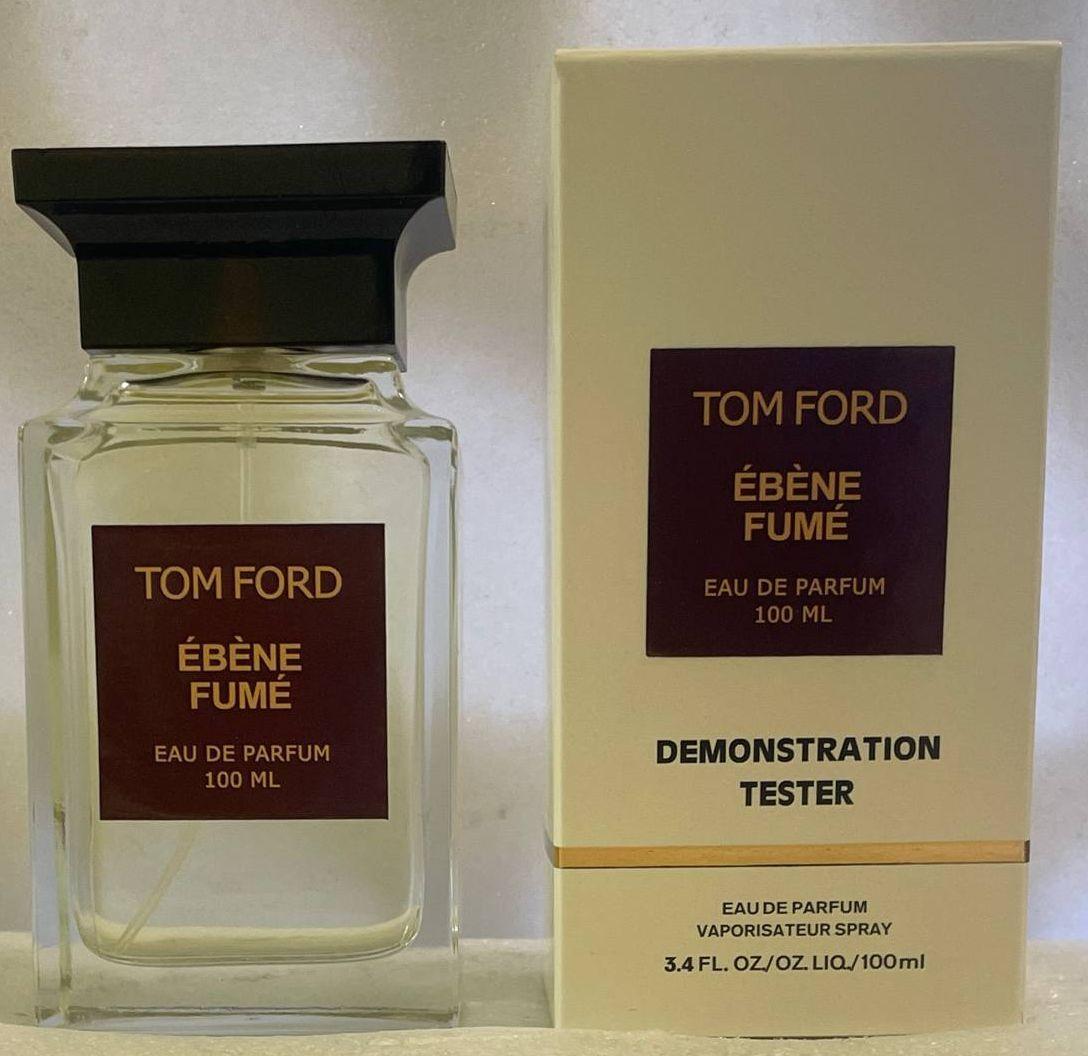 TOM FORD
ÉBÈNE
FUMÉ
EAU DE PARFUM
100 ML
TOM FORD
ÉBÈNE
FUMÉ
EAU DE PARFUM
100 ML
DEMONSTRATION
TESTER
EAU DE PARFUM
VAPORISATEUR SPRAY
3.4 FL. OZ./OZ. LIQ./100ml